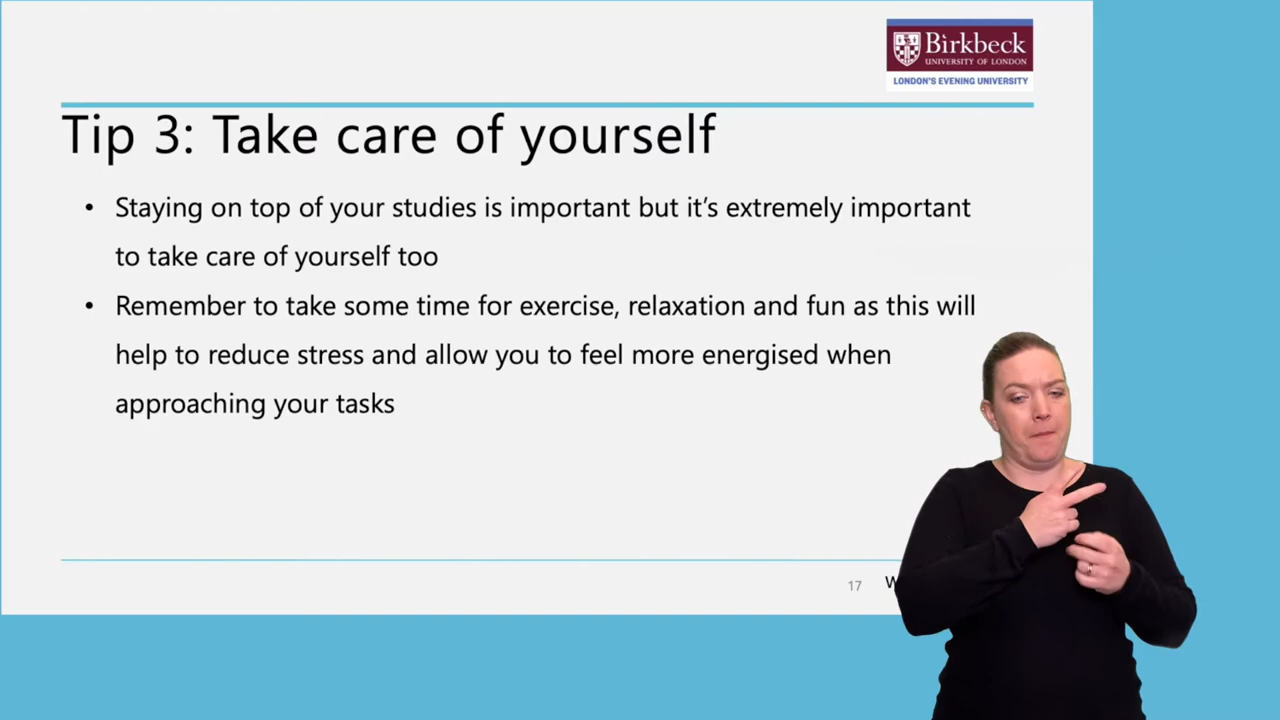 Birkbeck
UNIVERSITY OF LONDON
LONDON'S EVENING UNIVERSITY
Tip 3: Take care of yourself
• Staying on top of your studies is important but it's extremely important
to take care of yourself too
• Remember to take some time for exercise, relaxation and fun as this will
help to reduce stress and allow you to feel more energised when
approaching your tasks
17